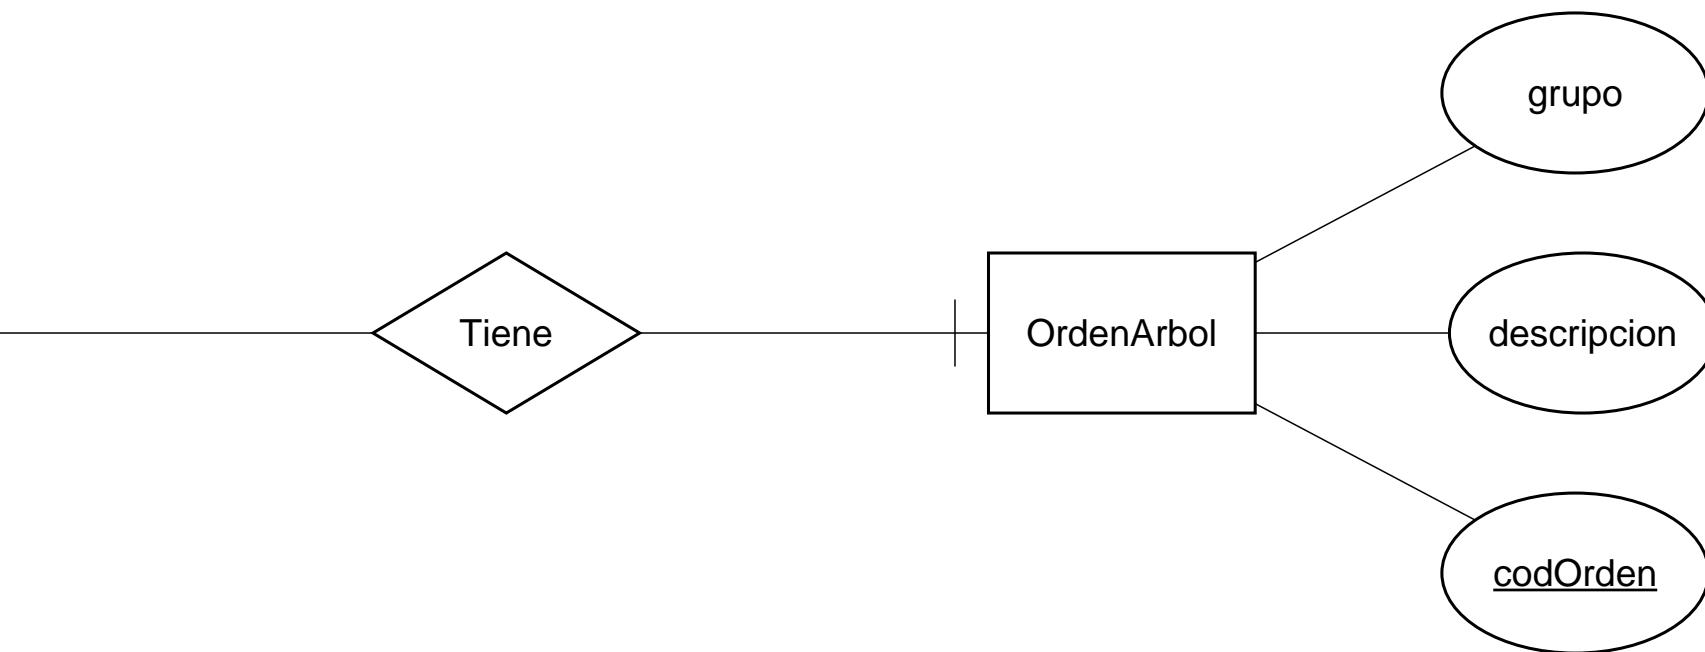 grupo
Tiene
OrdenArbol
descripcion
codOrden